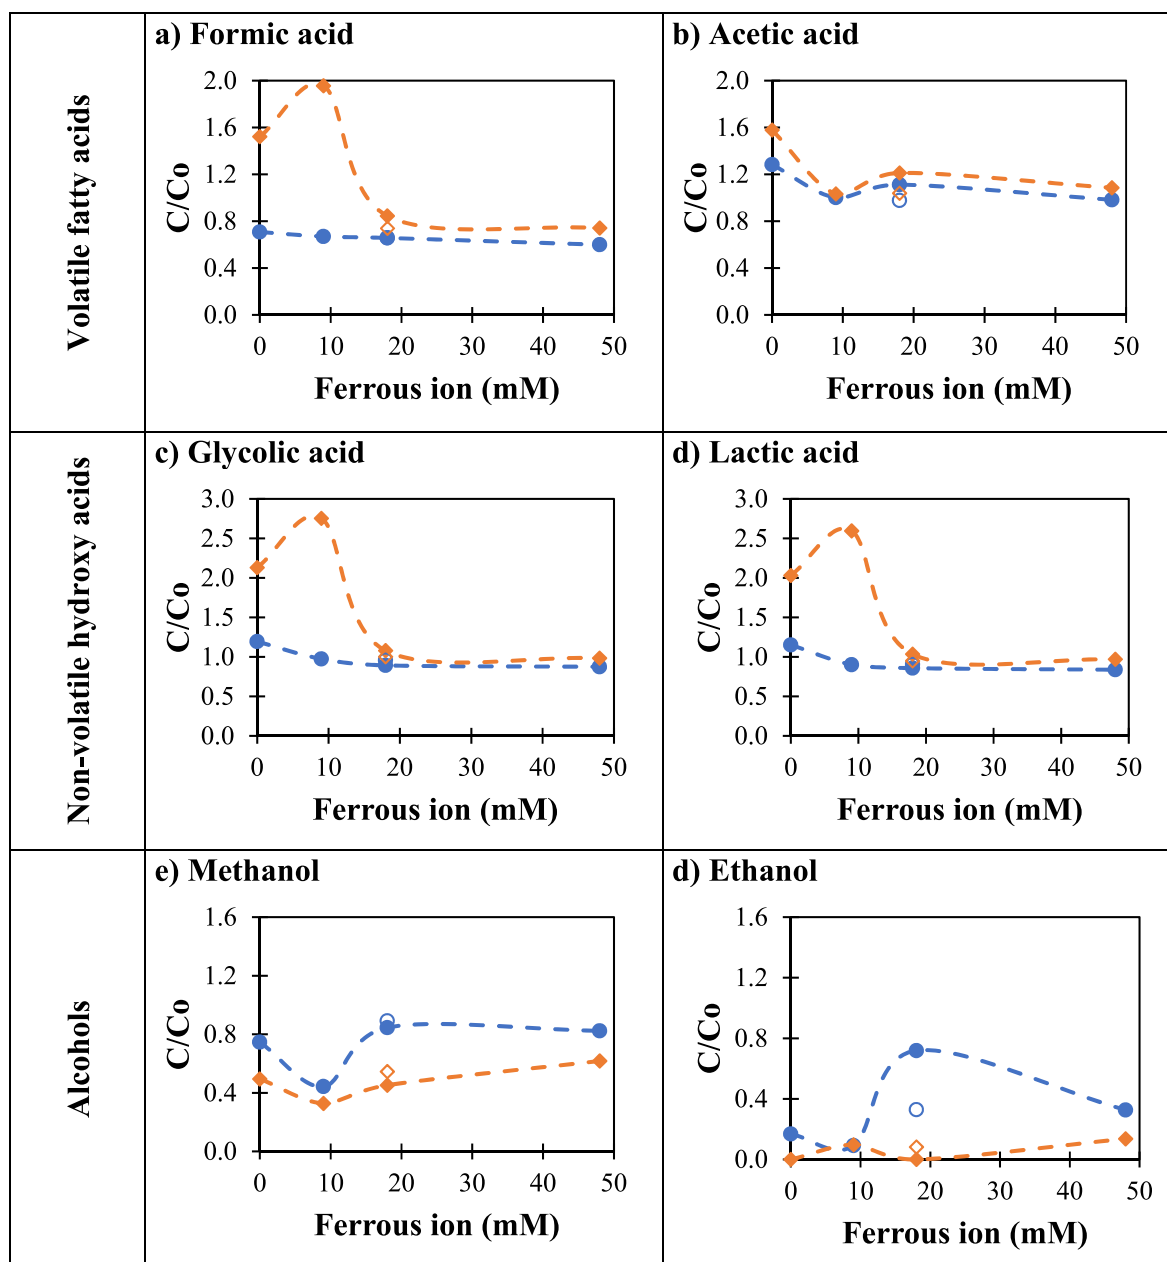 Volatile fatty acids
a) Formic acid
C/Co
2.0
1.6
1.2
0.8
0.4
0.0
0 10 20 30 40 50
Ferrous ion (mM)
b) Acetic acid
C/Co
2.0
1.6
1.2
0.8
0.4
0.0
0 10 20 30 40 50
Ferrous ion (mM)
Non-volatile hydroxy acids
c) Glycolic acid
C/Co
3.0
2.5
2.0
1.5
1.0
0.5
0.0
0 10 20 30 40 50
Ferrous ion (mM)
d) Lactic acid
C/Co
3.0
2.5
2.0
1.5
1.0
0.5
0.0
0 10 20 30 40 50
Ferrous ion (mM)
Alcohols
e) Methanol
C/Co
1.6
1.2
0.8
0.4
0.0
0 10 20 30 40 50
Ferrous ion (mM)
d) Ethanol
C/Co
1.6
1.2
0.8
0.4
0.0
0 10 20 30 40 50
Ferrous ion (mM)